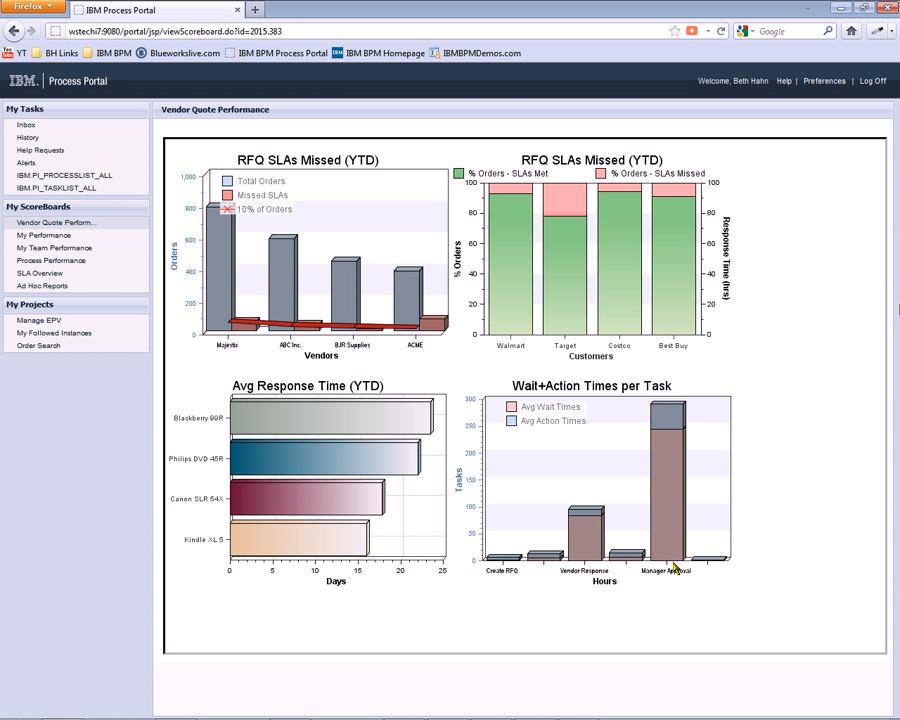 Firefox
IBM Process Portal
wstechi7:9080/portal/jsp/viewScoreboard.do?id=2015.383
Google
YT
BH Links
IBM BPM
Blueworkslive.com
IBM BPM Process Portal
IBM BPM Homepage
IBMBPMDemos.com
IBM. Process Portal
Welcome, Beth Hahn
Help | Preferences | Log Off
My Tasks
Inbox
History
Help Requests
Alerts
IBM.PI_PROCESSLIST_ALL
IBM.PI_TASKLIST_ALL
My ScoreBoards
Vendor Quote Perform...
My Performance
My Team Performance
Process Performance
SLA Overview
Ad Hoc Reports
My Projects
Manage EPV
My Followed Instances
Order Search
Vendor Quote Performance
RFQ SLAs Missed (YTD)
Total Orders
Missed SLAs
10% of Orders
1,000
800
600
400
200
0
Orders
Majestic
ABC Inc.
BJR Supplies
ACME
Vendors
RFQ SLAs Missed (YTD)
% Orders - SLAs Met
% Orders - SLAs Missed
100
80
60
40
20
0
% Orders
100
80
60
40
20
0
Response Time (hrs)
Walmart
Target
Costco
Best Buy
Customers
Avg Response Time (YTD)
Blackberry 99R
Philips DVD 45R
Canon SLR 54X
Kindle XL 5
0
5
10
15
20
25
Days
Wait+Action Times per Task
Avg Wait Times
Avg Action Times
300
250
200
150
100
50
0
Tasks
Create RFQ
Vendor Response
Manager Approval
Hours